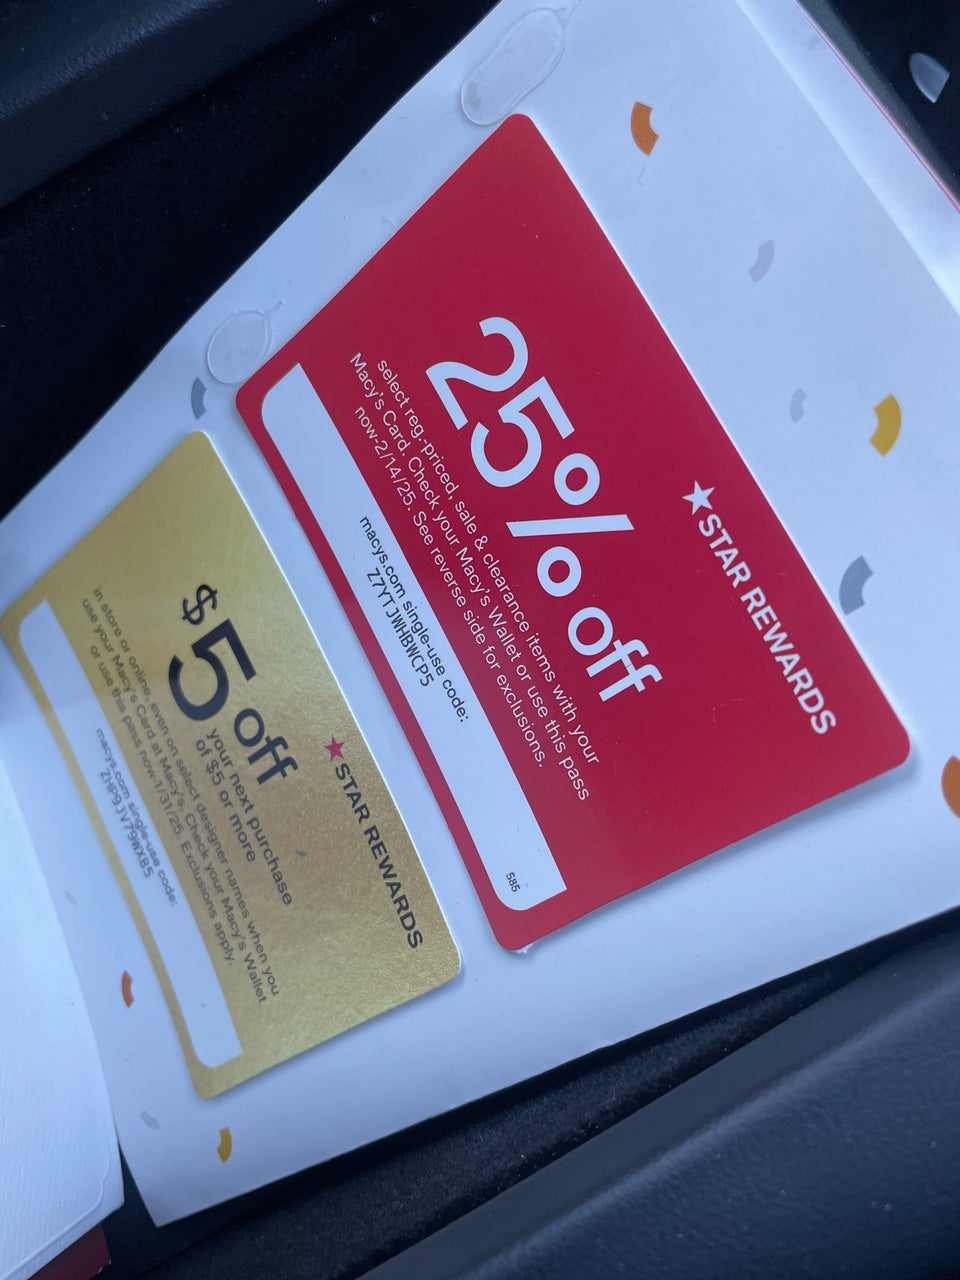 ★STAR REWARDS
25% off
select reg.-priced, sale & clearance items with your
Macy's Card. Check your Macy's Wallet or use this pass
now-2/14/25. See reverse side for exclusions.
macys.com single-use code:
Z7YTJWHBWCP5
585
★STAR REWARDS
$5 off
your next purchase
of $5 or more
in store or online, even on select designer names when you
use your Macy's Card at Macy's. Check your Macy's Wallet
or use this pass now-1/31/25. Exclusions apply.
macys.com single-use code:
ZHP9JV79WXBS